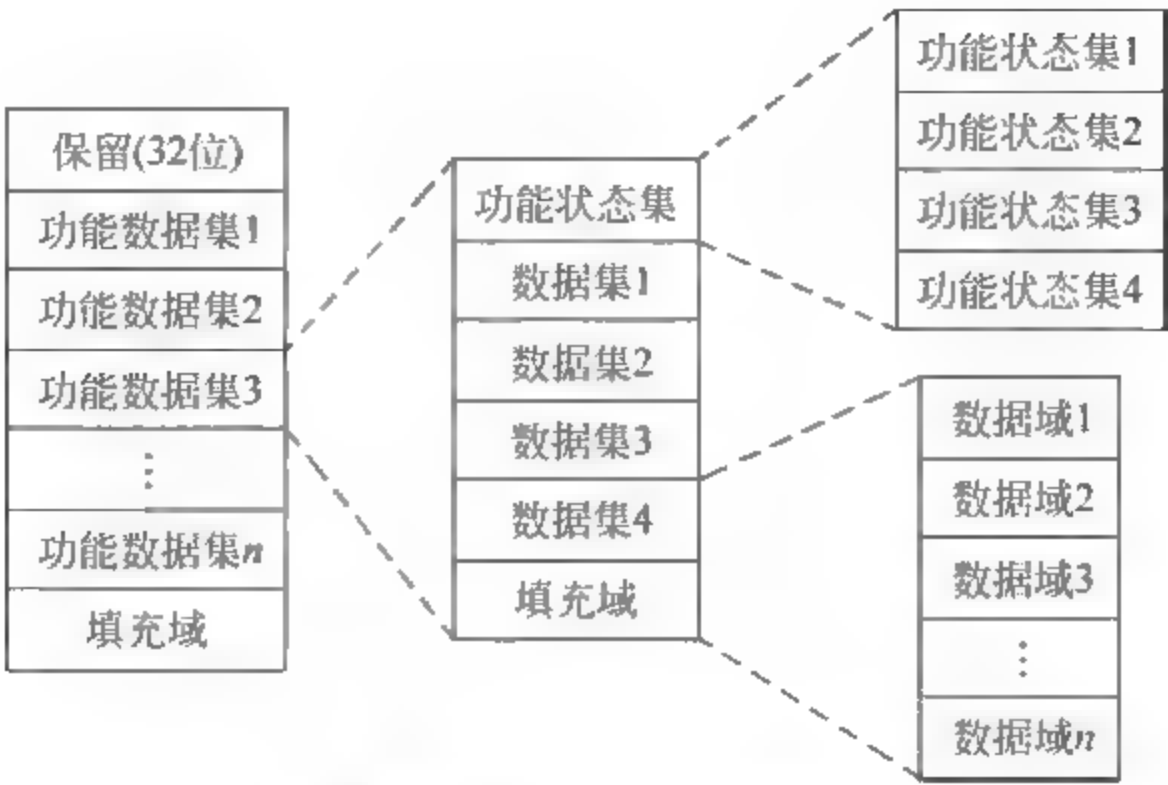 保留(32位)
功能数据集1
功能数据集2
功能数据集3
⋮
功能数据集n
填充域
功能状态集
数据集1
数据集2
数据集3
数据集4
填充域
功能状态集1
功能状态集2
功能状态集3
功能状态集4
数据域1
数据域2
数据域3
⋮
数据域n